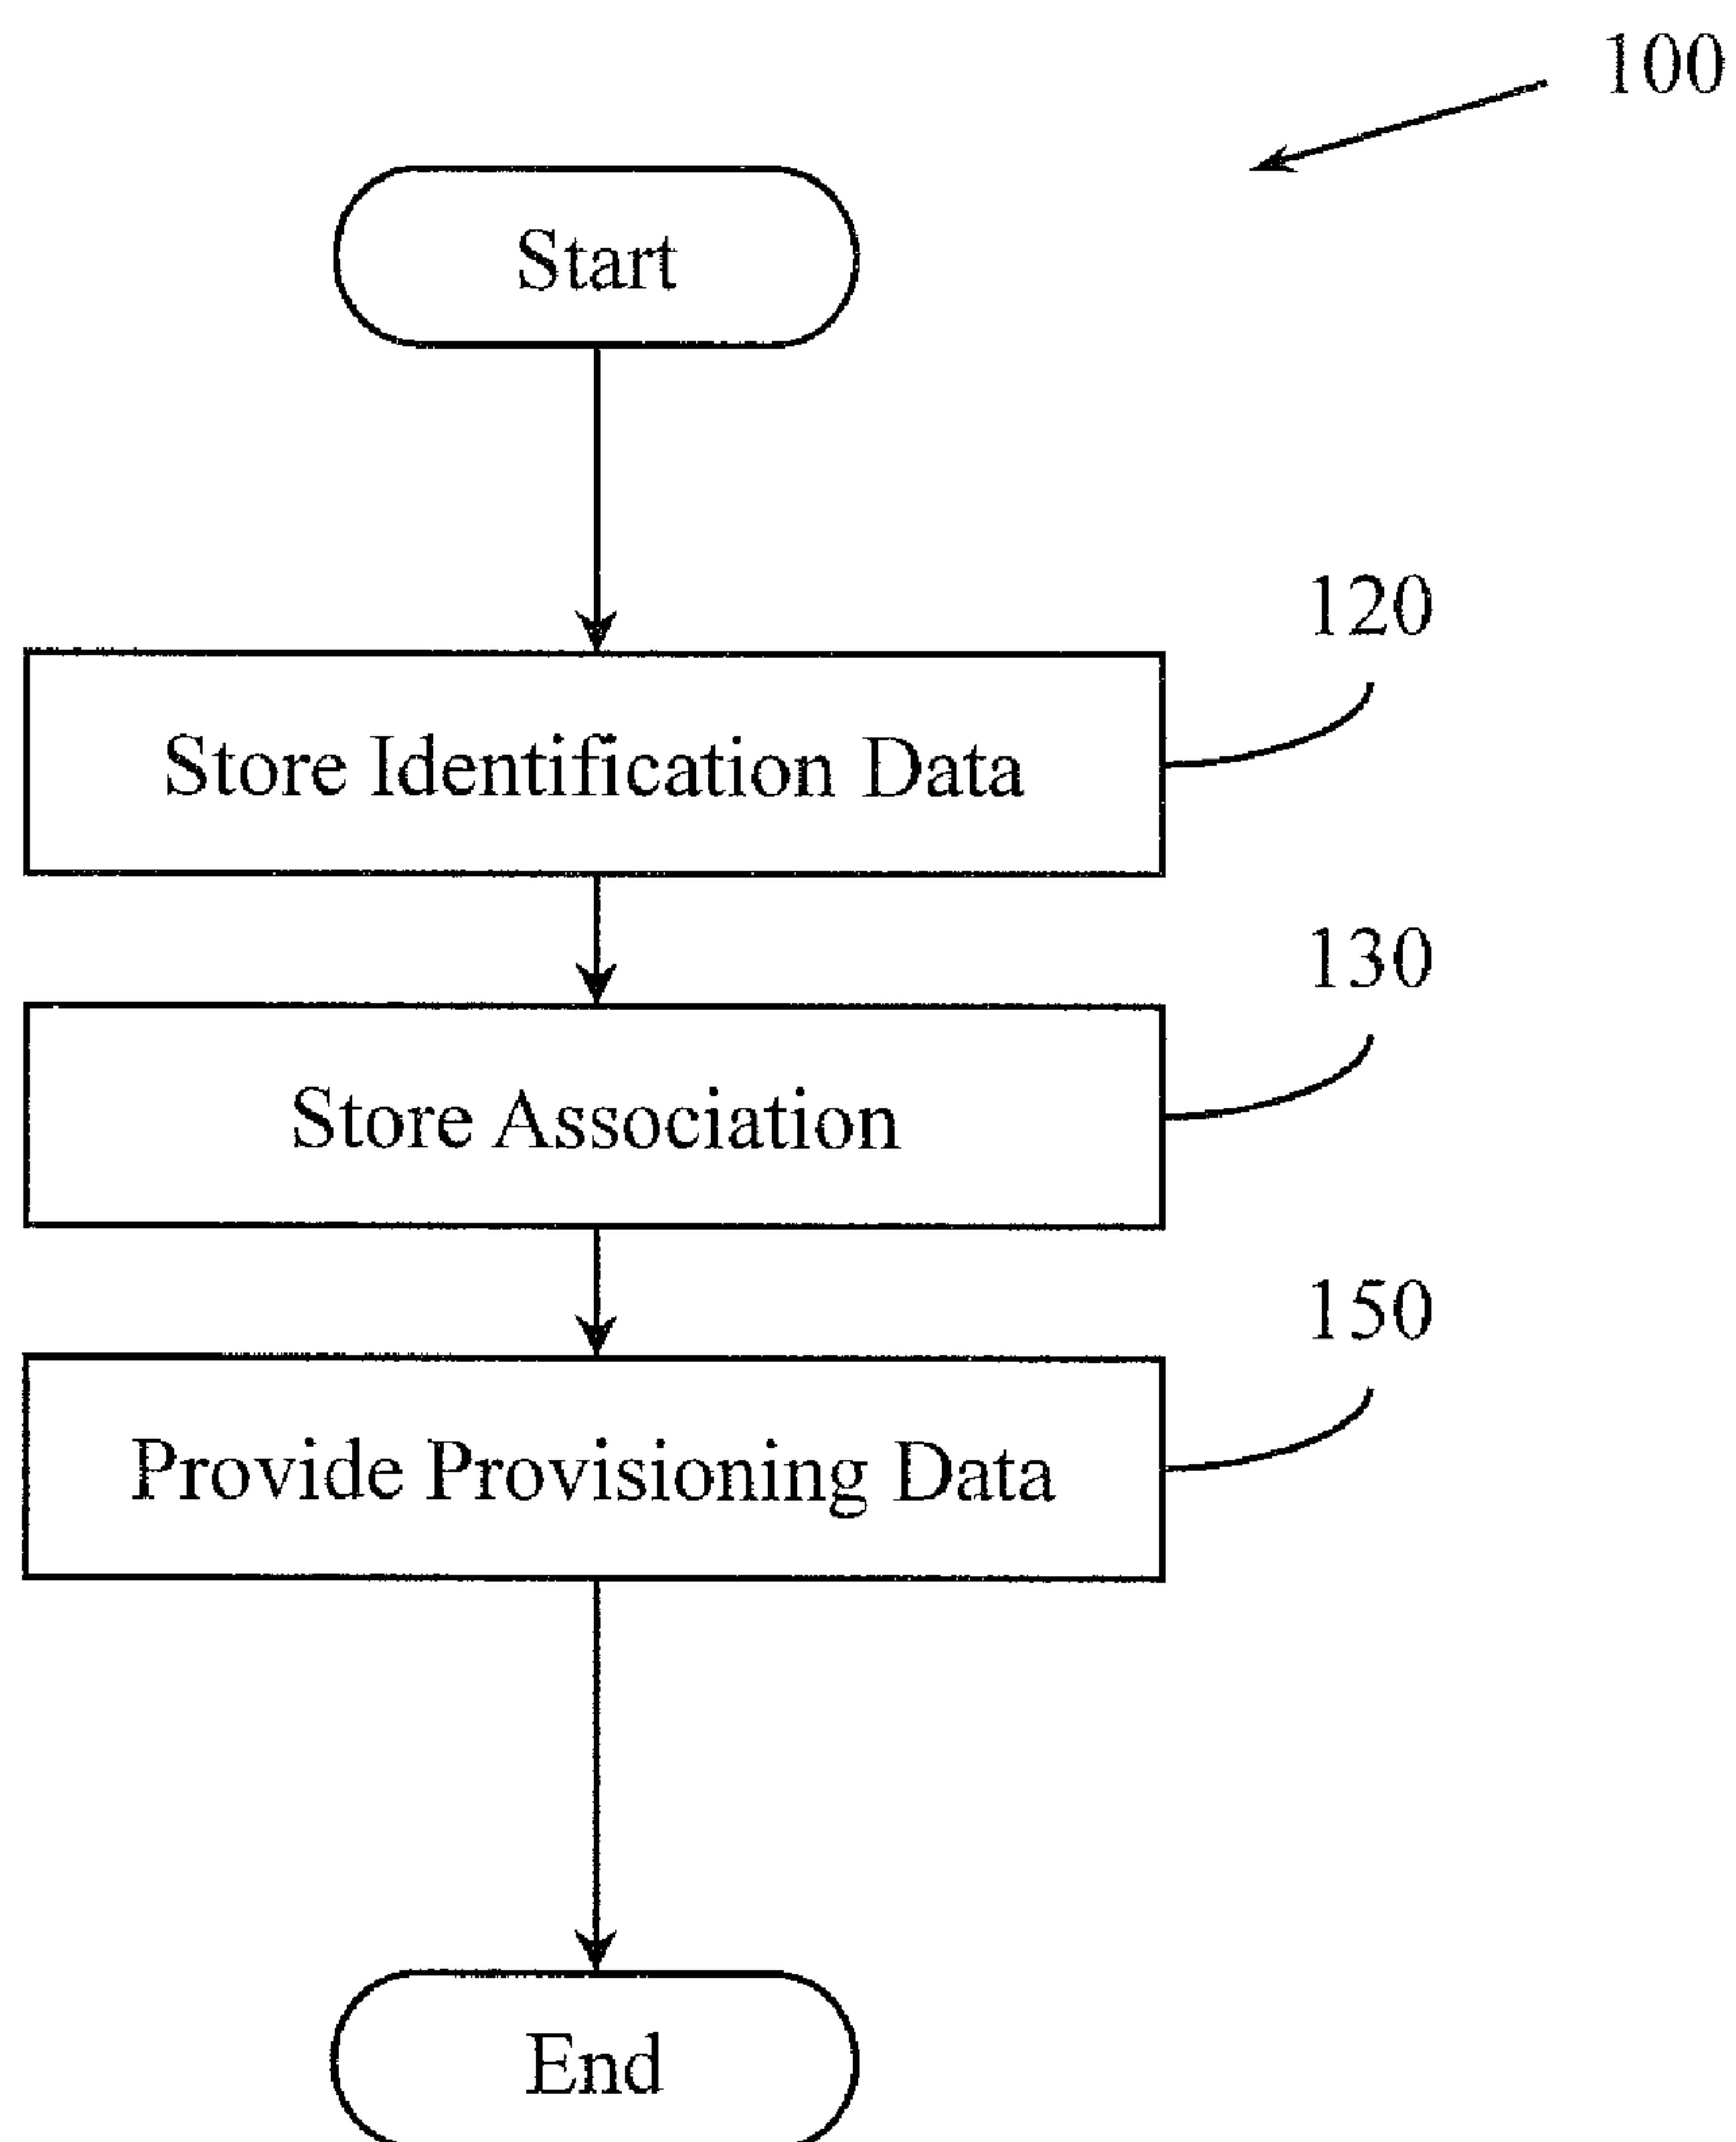 100
Start
120
Store Identification Data
130
Store Association
150
Provide Provisioning Data
End